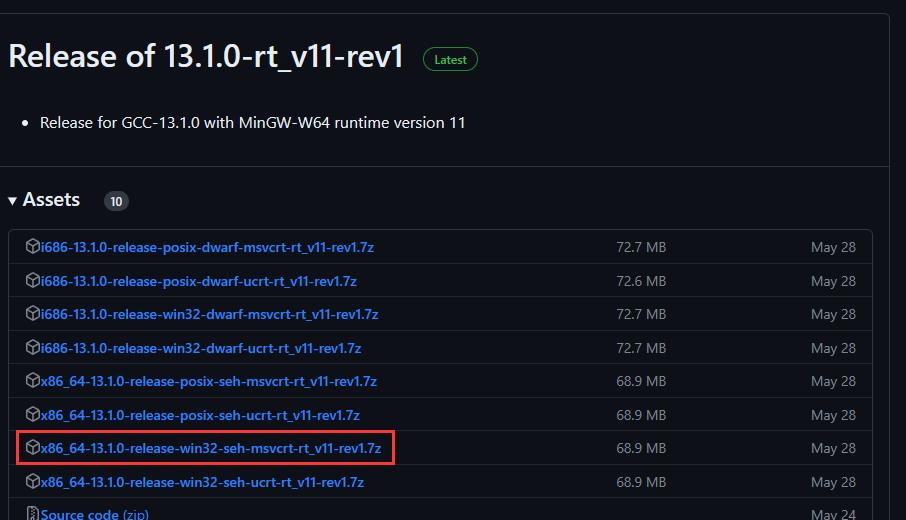 Release of 13.1.0-rt_v11-rev1 Latest
• Release for GCC-13.1.0 with MinGW-W64 runtime version 11
Assets 10
i686-13.1.0-release-posix-dwarf-msvcrt-rt_v11-rev1.7z 72.7 MB May 28
i686-13.1.0-release-posix-dwarf-ucrt-rt_v11-rev1.7z 72.6 MB May 28
i686-13.1.0-release-win32-dwarf-msvcrt-rt_v11-rev1.7z 72.7 MB May 28
i686-13.1.0-release-win32-dwarf-ucrt-rt_v11-rev1.7z 72.7 MB May 28
x86_64-13.1.0-release-posix-seh-msvcrt-rt_v11-rev1.7z 68.9 MB May 28
x86_64-13.1.0-release-posix-seh-ucrt-rt_v11-rev1.7z 68.9 MB May 28
x86_64-13.1.0-release-win32-seh-msvcrt-rt_v11-rev1.7z 68.9 MB May 28
x86_64-13.1.0-release-win32-seh-ucrt-rt_v11-rev1.7z 68.9 MB May 28
Source code (zip) May 24